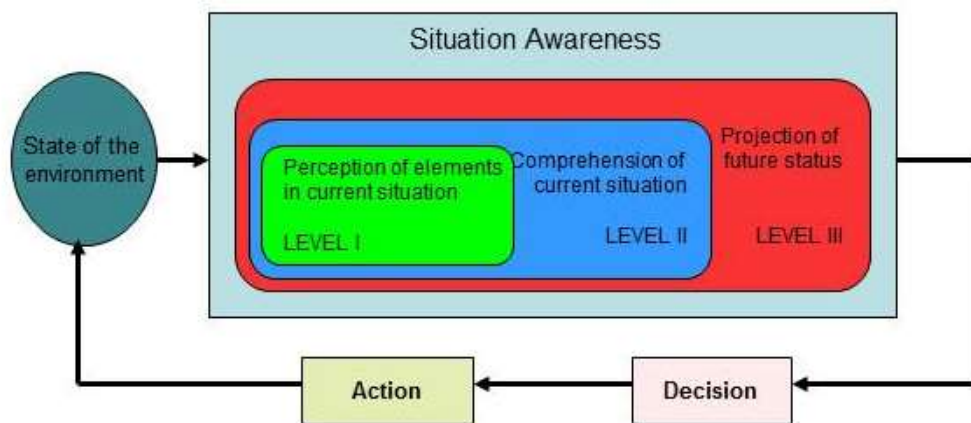 Situation Awareness
State of the
environment
Perception of elements
in current situation
LEVEL I
Comprehension of
current situation
LEVEL II
Projection of
future status
LEVEL III
Action
Decision